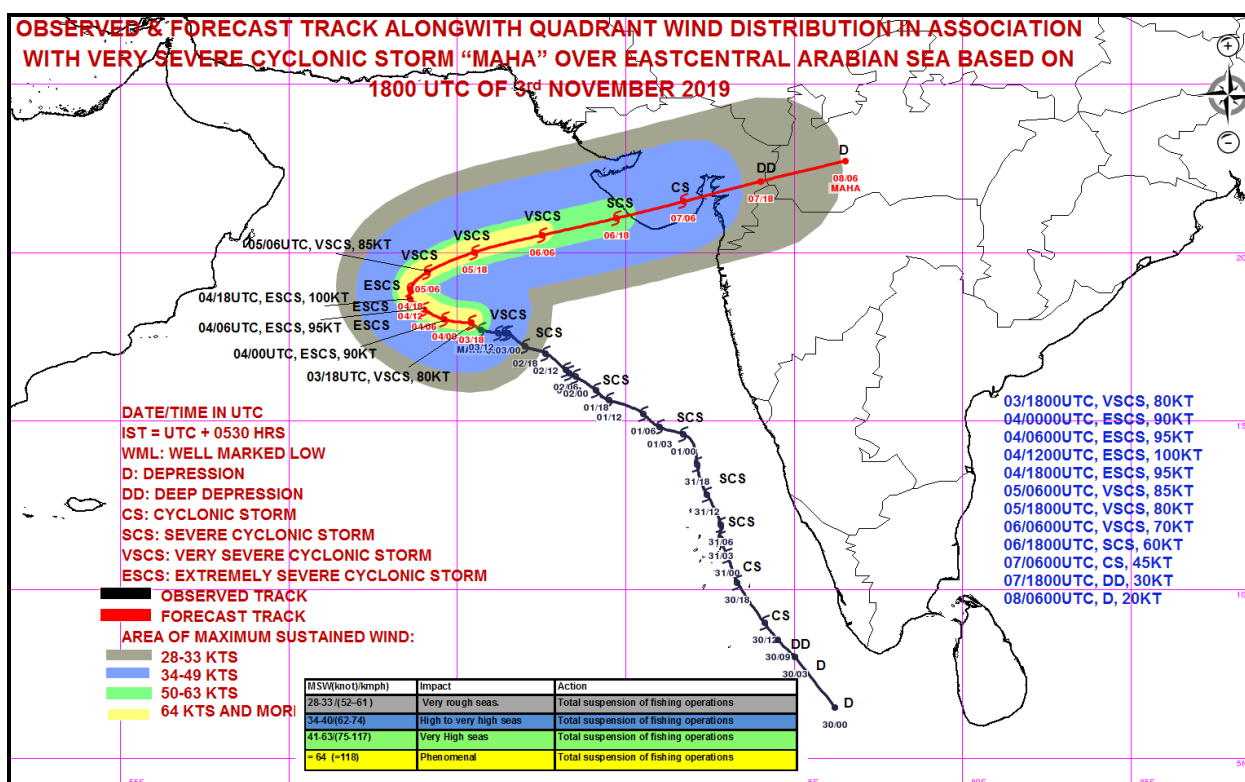 OBSERVED & FORECAST TRACK ALONGWITH QUADRANT WIND DISTRIBUTION IN ASSOCIATION
WITH VERY SEVERE CYCLONIC STORM “MAHA” OVER EASTCENTRAL ARABIAN SEA BASED ON
1800 UTC OF 3rd NOVEMBER 2019
D
08/06
MAHA
DD
07/18
CS
07/06
SCS
06/18
VSCS
06/06
VSCS
05/18
05/06UTC, VSCS, 85KT
VSCS
05/06
ESCS
04/18UTC, ESCS, 100KT
04/18
ESCS
04/12
04/06UTC, ESCS, 95KT
ESCS
04/06
04/00UTC, ESCS, 90KT
04/00
03/18UTC, VSCS, 80KT
03/18
VSCS
03/12
03/00
SCS
02/18
02/12
02/06
02/00
SCS
01/18
01/12
01/06
SCS
01/03
01/00
31/18
SCS
31/12
SCS
31/06
31/03
31/00
CS
30/18
CS
30/12
DD
30/09
D
30/03
D
30/00
20
15
10
5N
55E
5E
80E
85E
DATE/TIME IN UTC
IST = UTC + 0530 HRS
WML: WELL MARKED LOW
D: DEPRESSION
DD: DEEP DEPRESSION
CS: CYCLONIC STORM
SCS: SEVERE CYCLONIC STORM
VSCS: VERY SEVERE CYCLONIC STORM
ESCS: EXTREMELY SEVERE CYCLONIC STORM
OBSERVED TRACK
FORECAST TRACK
AREA OF MAXIMUM SUSTAINED WIND:
28-33 KTS
34-49 KTS
50-63 KTS
64 KTS AND MORI
03/1800UTC, VSCS, 80KT
04/0000UTC, ESCS, 90KT
04/0600UTC, ESCS, 95KT
04/1200UTC, ESCS, 100KT
04/1800UTC, ESCS, 95KT
05/0600UTC, VSCS, 85KT
05/1800UTC, VSCS, 80KT
06/0600UTC, VSCS, 70KT
06/1800UTC, SCS, 60KT
07/0600UTC, CS, 45KT
07/1800UTC, DD, 30KT
08/0600UTC, D, 20KT
MSW(knot)/kmph) Impact Action
28-33 /(52–61 ) Very rough seas. Total suspension of fishing operations
34-40/(62-74) High to very high seas Total suspension of fishing operations
41-63/(75-117) Very High seas Total suspension of fishing operations
= 64 (=118) Phenomenal Total suspension of fishing operations